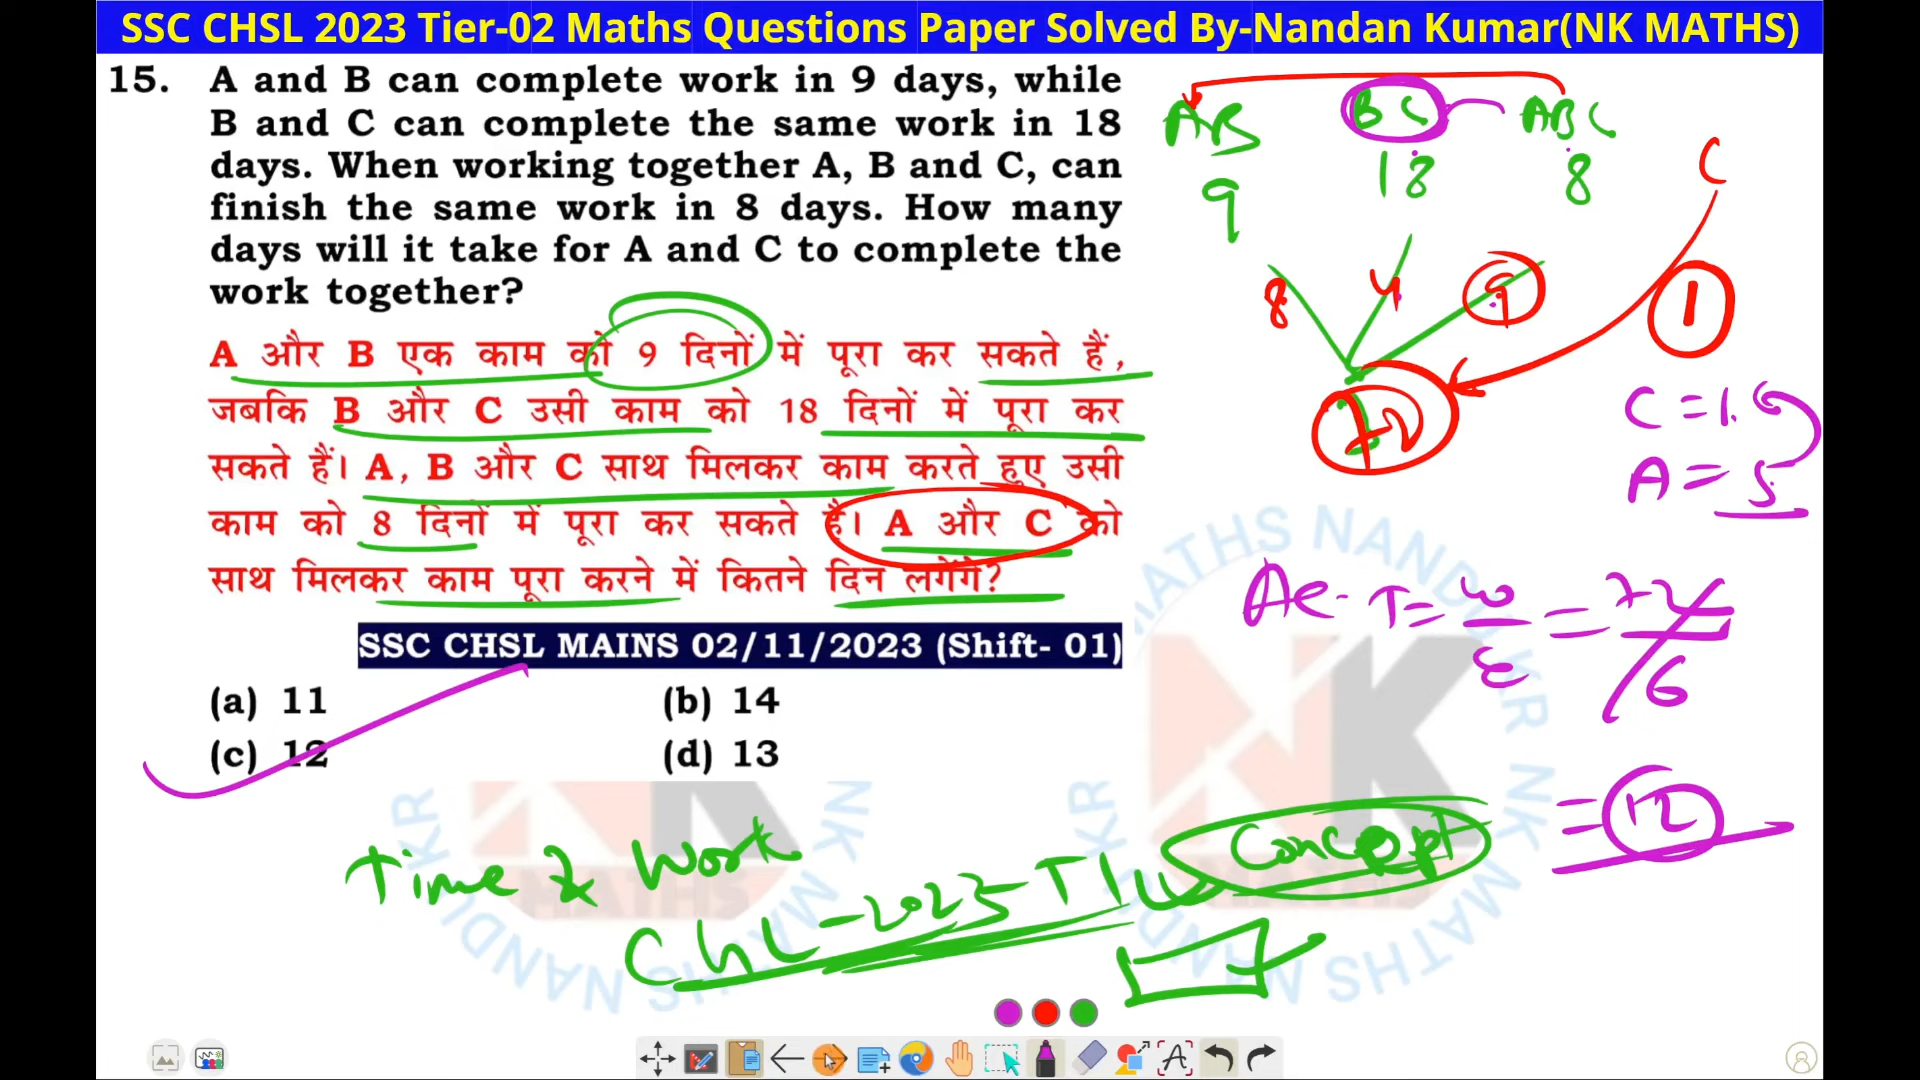 SSC CHSL 2023 Tier-02 Maths Questions Paper Solved By-Nandan Kumar(NK MATHS)
15. A and B can complete work in 9 days, while
B and C can complete the same work in 18
days. When working together A, B and C, can
finish the same work in 8 days. How many
days will it take for A and C to complete the
work together?
A और B एक काम को 9 दिनों में पूरा कर सकते हैं,
जबकि B और C उसी काम को 18 दिनों में पूरा कर
सकते हैं। A, B और C साथ मिलकर काम करते हुए उसी
काम को 8 दिनों में पूरा कर सकते है। A और C को
साथ मिलकर काम पूरा करने में कितने दिन लगेंगे?
SSC CHSL MAINS 02/11/2023 (Shift- 01)
(a) 11 (b) 14
(c) 12 (d) 13
AB BC ABC
9 18 8
C
8 4 9 1
72
C = 1
A = 5
T = w/ε = 72/6
= 12
Time & Work
Concept